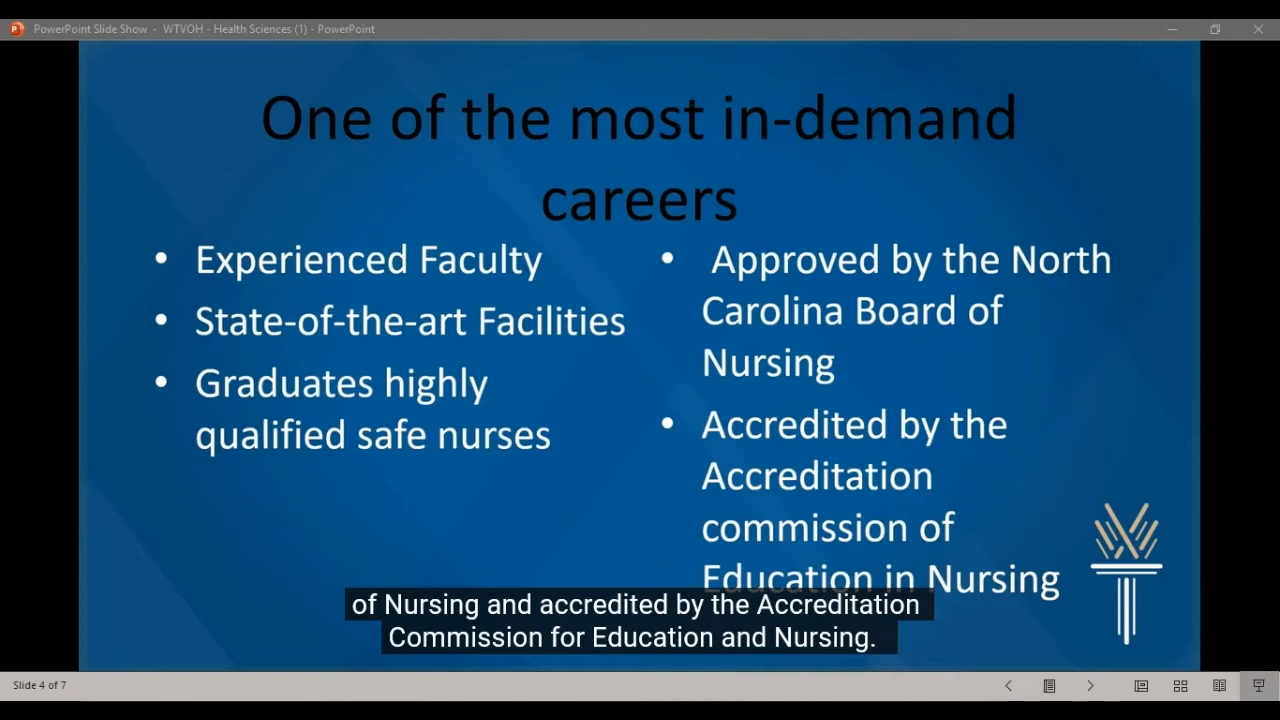 PowerPoint Slide Show - WTVOH - Health Sciences (1) - PowerPoint
One of the most in-demand
careers
• Experienced Faculty
• State-of-the-art Facilities
• Graduates highly
qualified safe nurses
• Approved by the North
Carolina Board of
Nursing
• Accredited by the
Accreditation
commission of
Education in Nursing
of Nursing and accredited by the Accreditation
Commission for Education and Nursing.
Slide 4 of 7